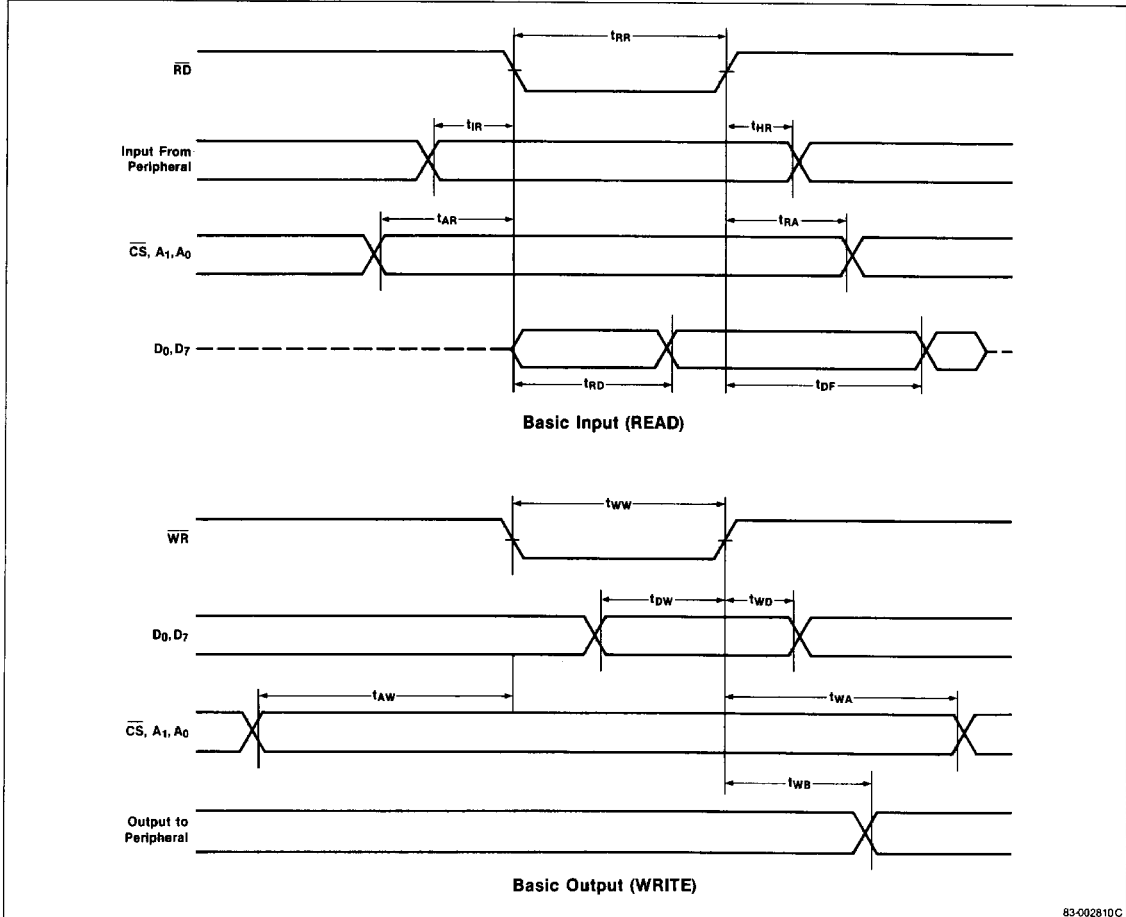 tRR
RD
tIR
tHR
Input From
Peripheral
tAR
tRA
CS, A1, A0
D0, D7
tRD
tDF
Basic Input (READ)
tWW
WR
tDW
tWD
D0, D7
tAW
tWA
CS, A1, A0
tWB
Output to
Peripheral
Basic Output (WRITE)
83-002810C